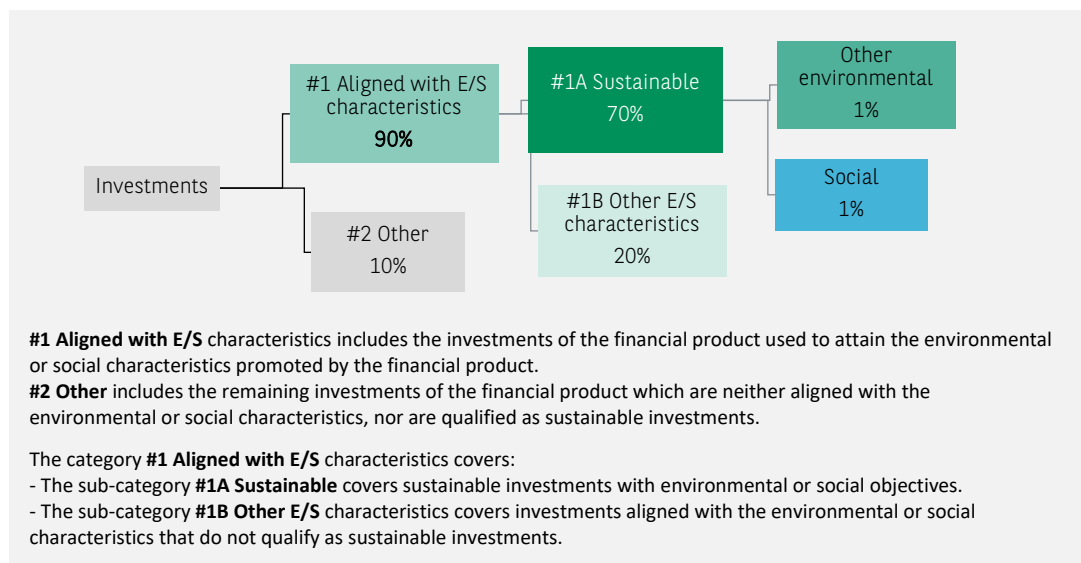 Investments
#1 Aligned with E/S
characteristics
90%
#2 Other
10%
#1A Sustainable
70%
#1B Other E/S
characteristics
20%
Other
environmental
1%
Social
1%
#1 Aligned with E/S characteristics includes the investments of the financial product used to attain the environmental
or social characteristics promoted by the financial product.
#2 Other includes the remaining investments of the financial product which are neither aligned with the
environmental or social characteristics, nor are qualified as sustainable investments.
The category #1 Aligned with E/S characteristics covers:
- The sub-category #1A Sustainable covers sustainable investments with environmental or social objectives.
- The sub-category #1B Other E/S characteristics covers investments aligned with the environmental or social
characteristics that do not qualify as sustainable investments.